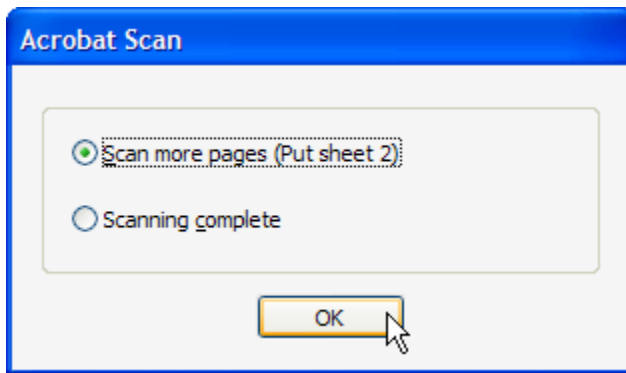 Acrobat Scan
Scan more pages (Put sheet 2)
Scanning complete
OK